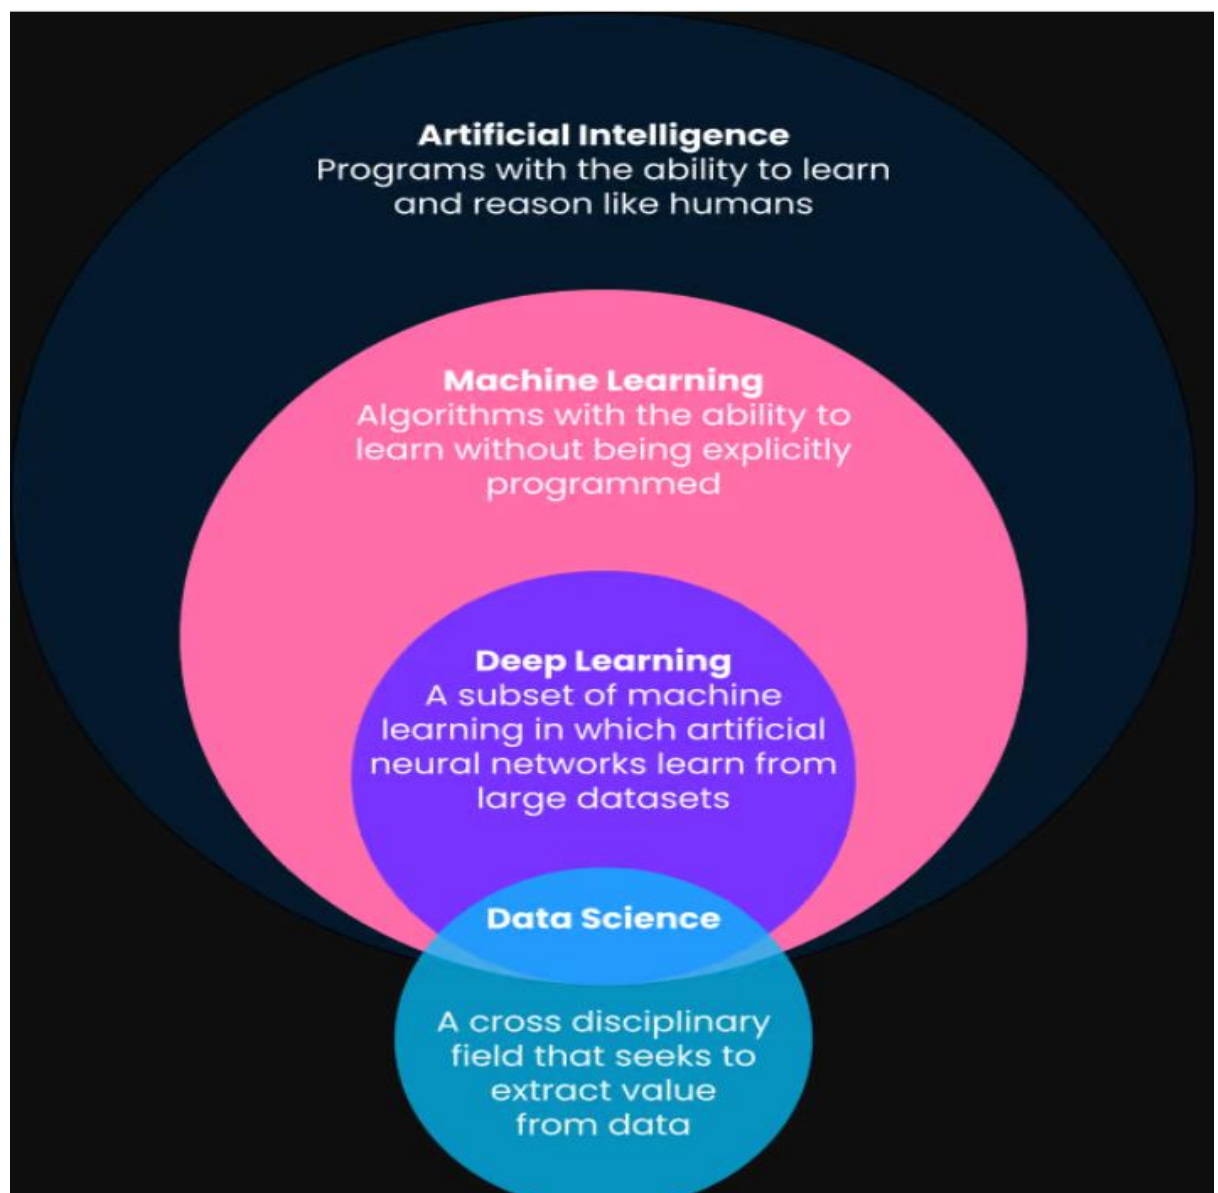 Artificial Intelligence
Programs with the ability to learn
and reason like humans
Machine Learning
Algorithms with the ability to
learn without being explicitly
programmed
Deep Learning
A subset of machine
learning in which artificial
neural networks learn from
large datasets
Data Science
A cross disciplinary
field that seeks to
extract value
from data